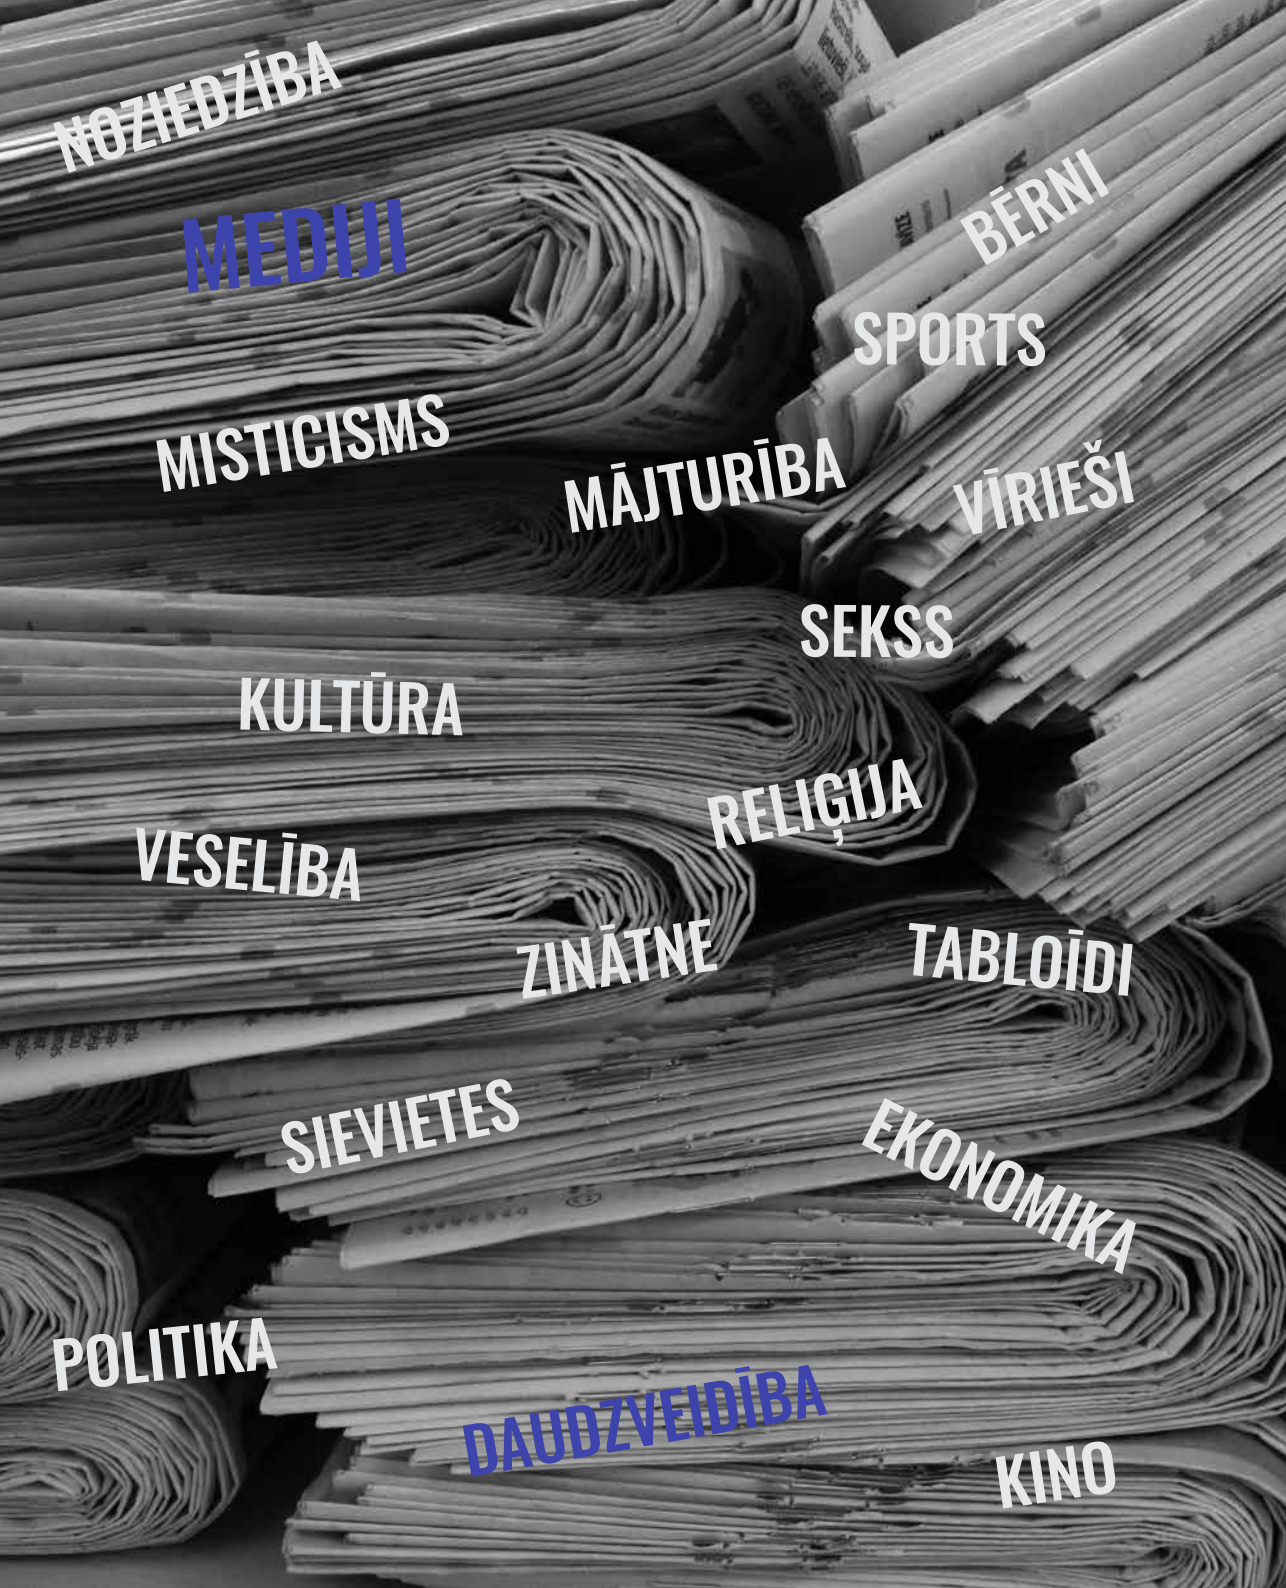 NOZIEDZĪBA
BĒRNI
MEDIJI
SPORTS
MISTICISMS
MĀJTURĪBA
VĪRIEŠI
SEKSS
KULTŪRA
RELIĢIJA
VESELĪBA
ZINĀTNE
TABLOĪDI
SIEVIETES
EKONOMIKA
POLITIKA
DAUDZVEIDĪBA
KINO